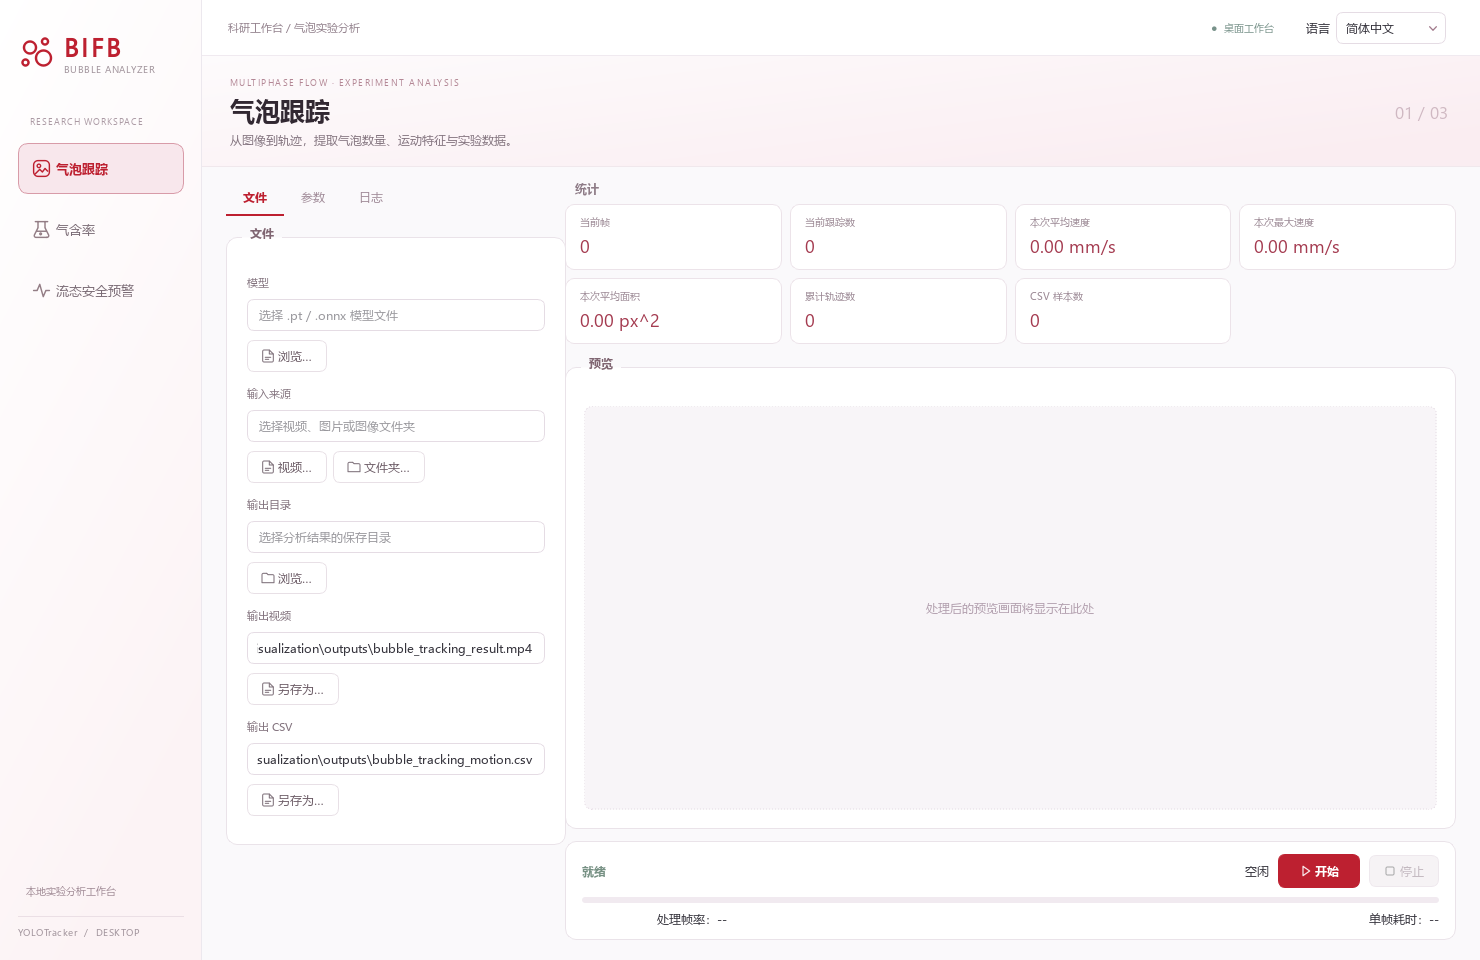 BIFB
BUBBLE ANALYZER
RESEARCH WORKSPACE
气泡跟踪
气含率
流态安全预警
本地实验分析工作台
YOLOTracker / DESKTOP
科研工作台 / 气泡实验分析
桌面工作台
语言
简体中文
MULTIPHASE FLOW · EXPERIMENT ANALYSIS
气泡跟踪
从图像到轨迹，提取气泡数量、运动特征与实验数据。
01 / 03
文件 参数 日志
文件
模型
选择 .pt / .onnx 模型文件
浏览...
输入来源
选择视频、图片或图像文件夹
视频... 文件夹...
输出目录
选择分析结果的保存目录
浏览...
输出视频
sualization\outputs\bubble_tracking_result.mp4
另存为...
输出 CSV
sualization\outputs\bubble_tracking_motion.csv
另存为...
统计
当前帧
0
当前跟踪数
0
本次平均速度
0.00 mm/s
本次最大速度
0.00 mm/s
本次平均面积
0.00 px^2
累计轨迹数
0
CSV 样本数
0
预览
处理后的预览画面将显示在此处
就绪
空闲
开始
停止
处理帧率： --
单帧耗时： --